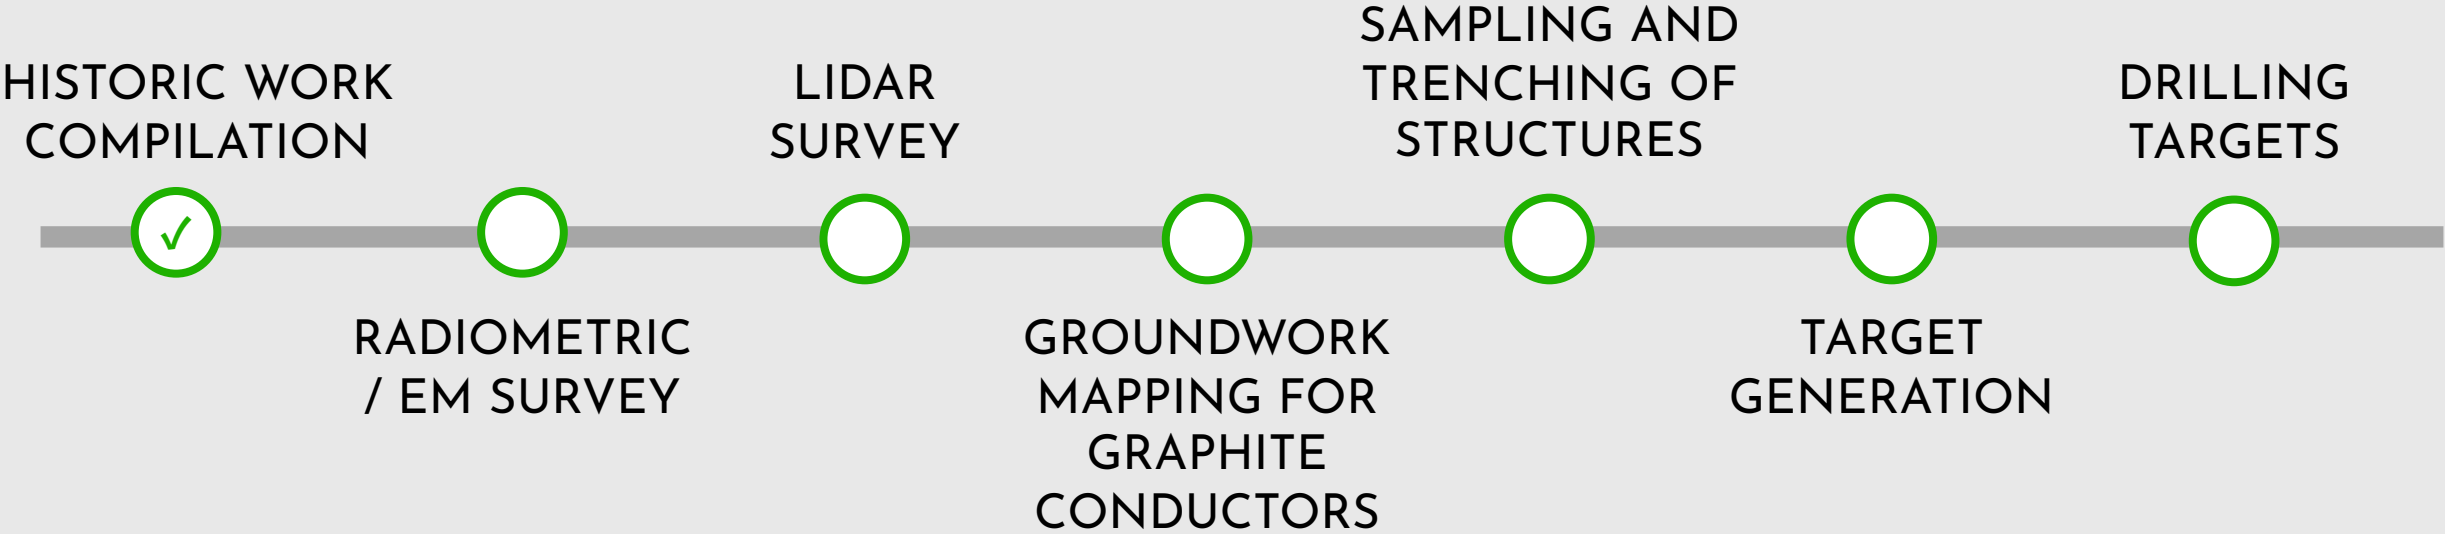 HISTORIC WORK
COMPILATION
RADIOMETRIC
/ EM SURVEY
LIDAR
SURVEY
GROUNDWORK
MAPPING FOR
GRAPHITE
CONDUCTORS
SAMPLING AND
TRENCHING OF
STRUCTURES
TARGET
GENERATION
DRILLING
TARGETS